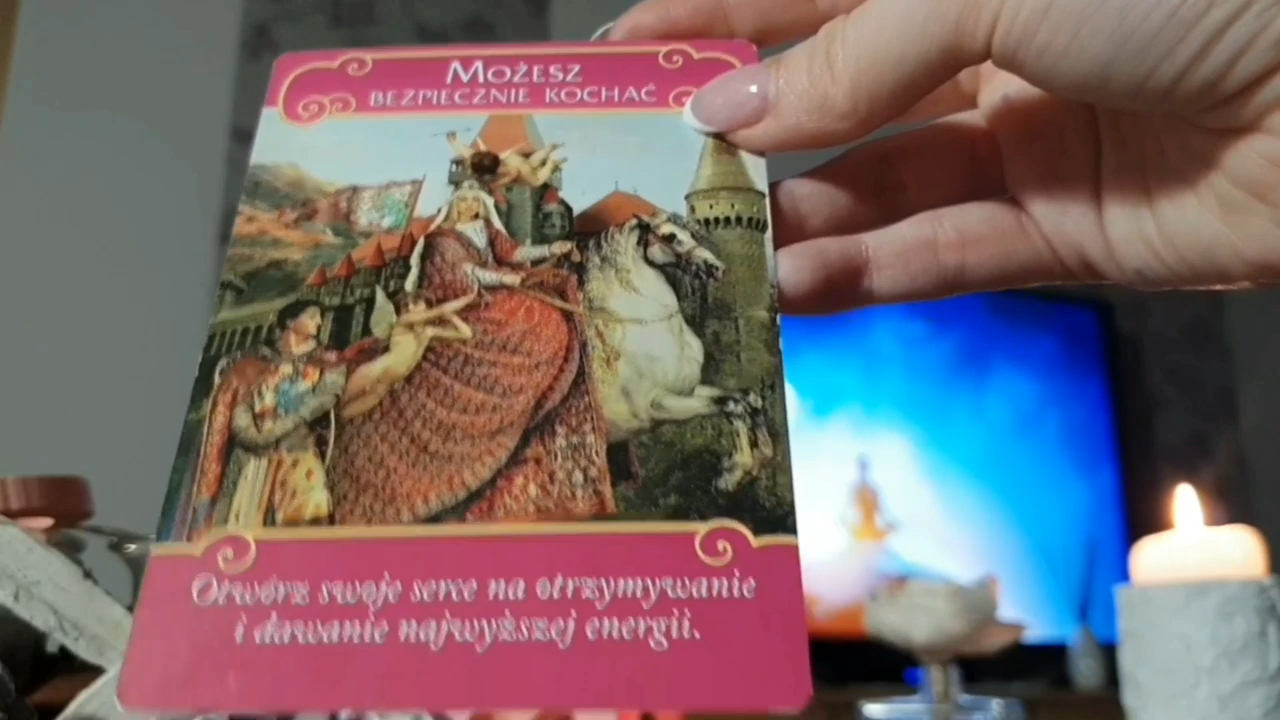 MOŻESZ
BEZPIECZNIE KOCHAĆ
Otwórz swoje serce na otrzymywanie
i dawanie najwyższej energii.